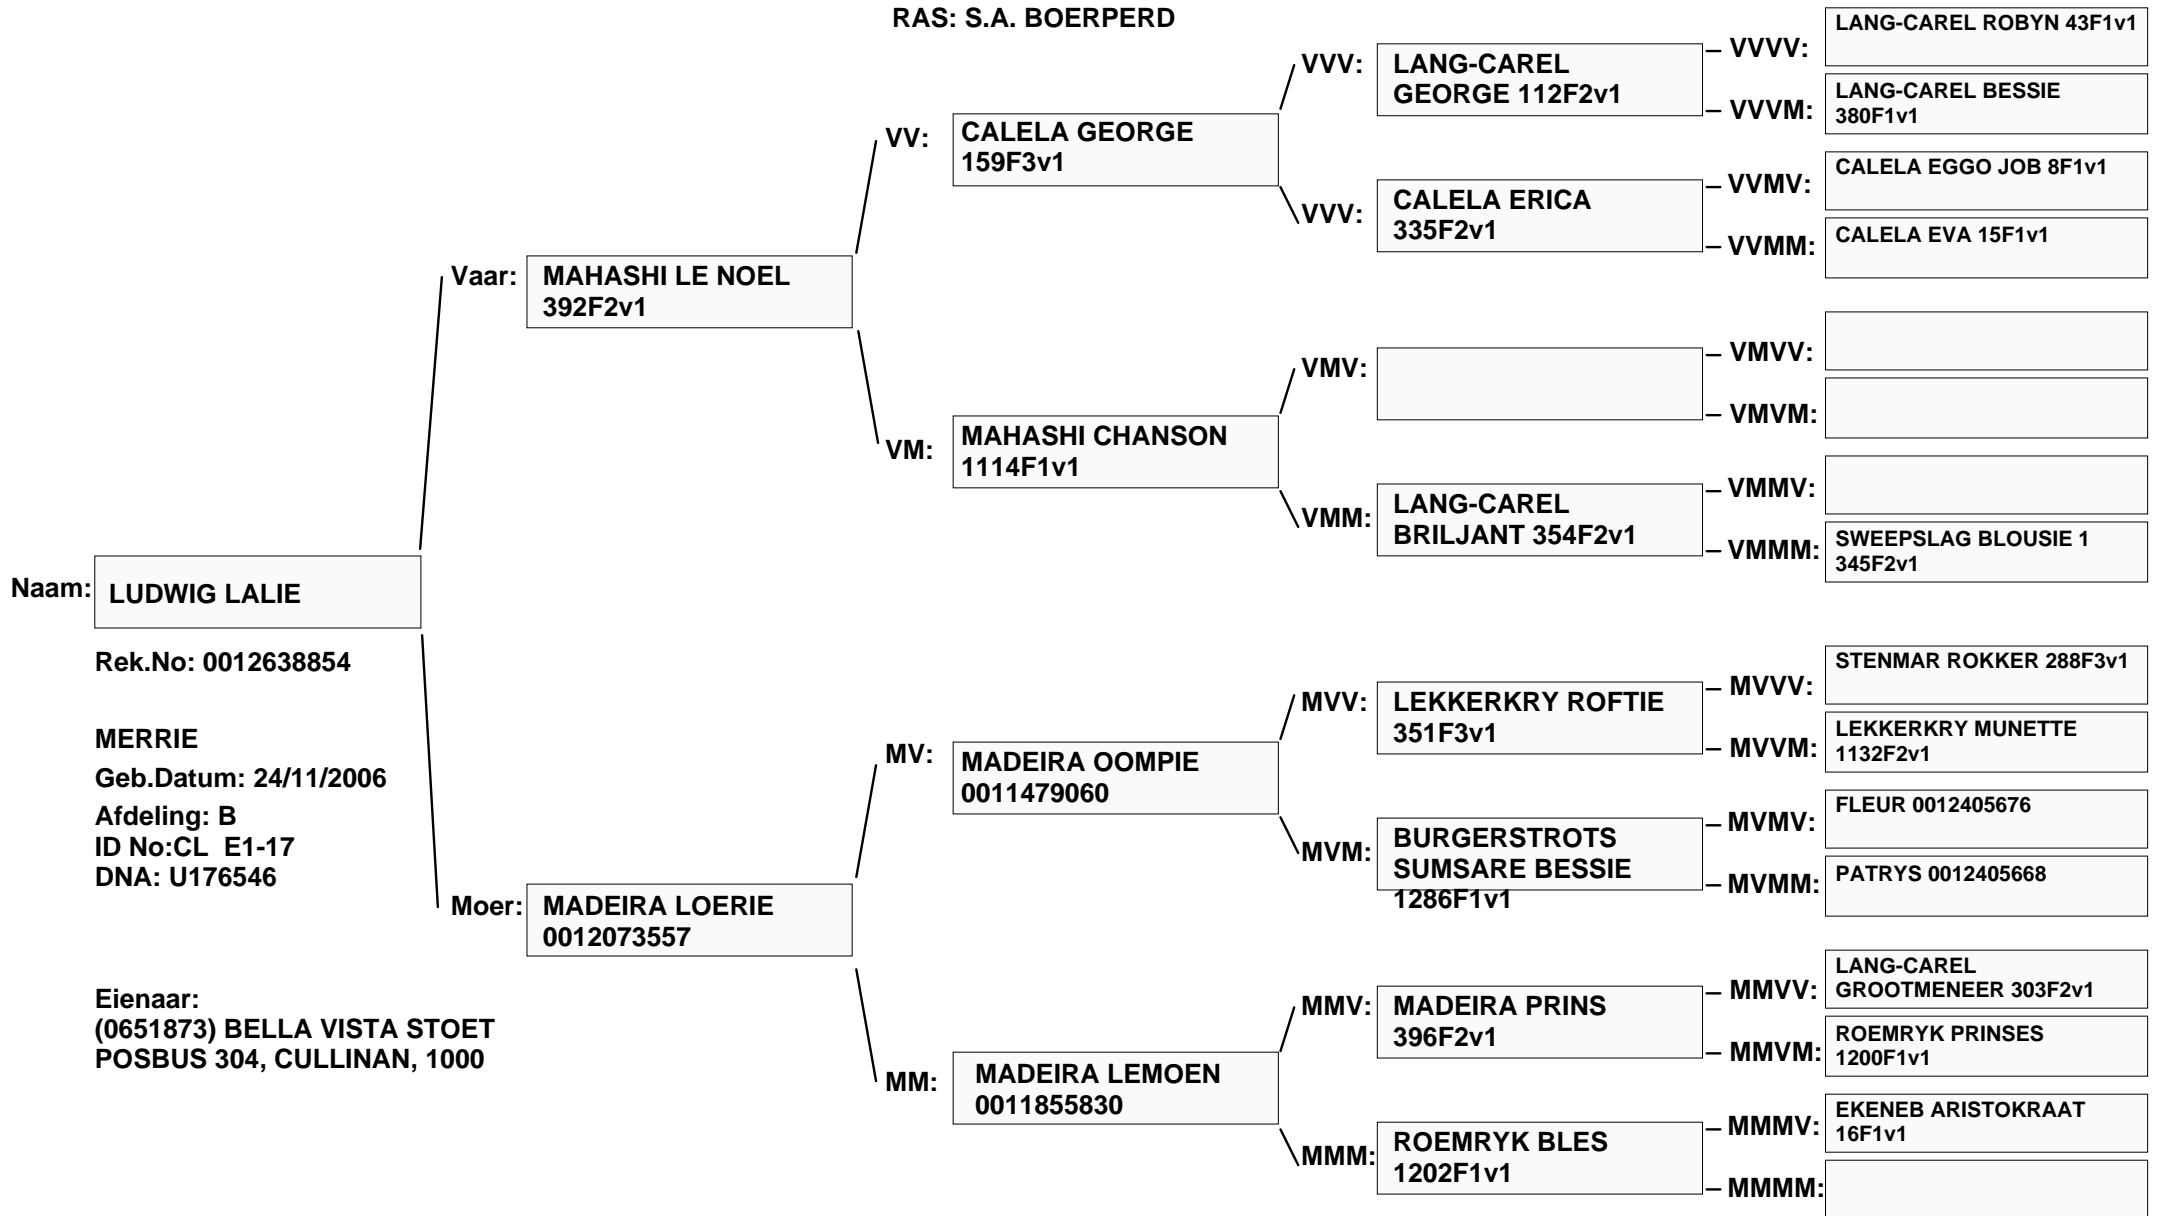 RAS: S.A. BOERPERD
Naam:
LUDWIG LALIE
Rek.No: 0012638854
MERRIE
Geb.Datum: 24/11/2006
Afdeling: B
ID No:CL  E1-17
DNA: U176546
Eienaar:
(0651873) BELLA VISTA STOET
POSBUS 304, CULLINAN, 1000
Vaar:
MAHASHI LE NOEL
392F2v1
Moer:
MADEIRA LOERIE
0012073557
VV:
CALELA GEORGE
159F3v1
VM:
MAHASHI CHANSON
1114F1v1
MV:
MADEIRA OOMPIE
0011479060
MM:
MADEIRA LEMOEN
0011855830
VVV:
LANG-CAREL
GEORGE 112F2v1
VVV:
CALELA ERICA
335F2v1
VMV:
VMM:
LANG-CAREL
BRILJANT 354F2v1
MVV:
LEKKERKRY ROFTIE
351F3v1
MVM:
BURGERSTROTS
SUMSARE BESSIE
1286F1v1
MMV:
MADEIRA PRINS
396F2v1
MMM:
ROEMRYK BLES
1202F1v1
– VVVV:
LANG-CAREL ROBYN 43F1v1
– VVVM:
LANG-CAREL BESSIE
380F1v1
– VVMV:
CALELA EGGO JOB 8F1v1
– VVMM:
CALELA EVA 15F1v1
– VMVV:
– VMVM:
– VMMV:
– VMMM:
SWEEPSLAG BLOUSIE 1
345F2v1
– MVVV:
STENMAR ROKKER 288F3v1
– MVVM:
LEKKERKRY MUNETTE
1132F2v1
– MVMV:
FLEUR 0012405676
– MVMM:
PATRYS 0012405668
– MMVV:
LANG-CAREL
GROOTMENEER 303F2v1
– MMVM:
ROEMRYK PRINSES
1200F1v1
– MMMV:
EKENEB ARISTOKRAAT
16F1v1
– MMMM: